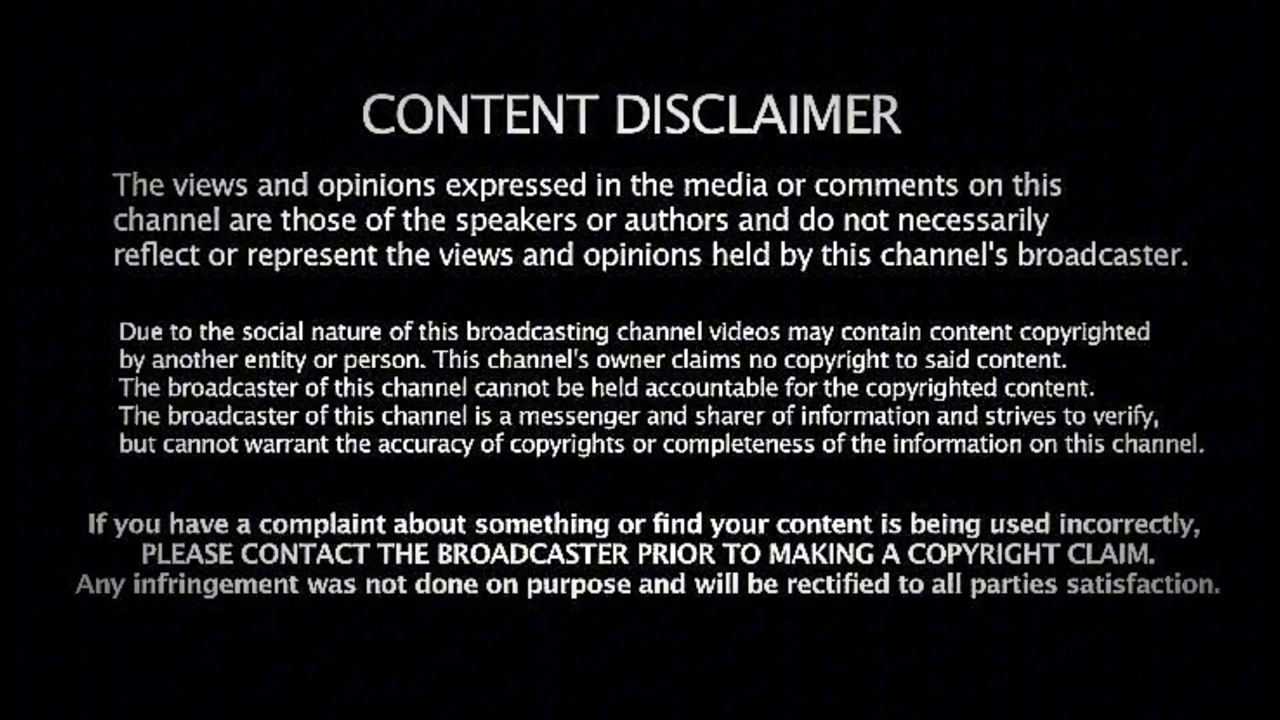 CONTENT DISCLAIMER
The views and opinions expressed in the media or comments on this
channel are those of the speakers or authors and do not necessarily
reflect or represent the views and opinions held by this channel's broadcaster.
Due to the social nature of this broadcasting channel videos may contain content copyrighted
by another entity or person. This channel's owner claims no copyright to said content.
The broadcaster of this channel cannot be held accountable for the copyrighted content.
The broadcaster of this channel is a messenger and sharer of information and strives to verify,
but cannot warrant the accuracy of copyrights or completeness of the information on this channel.
If you have a complaint about something or find your content is being used incorrectly,
PLEASE CONTACT THE BROADCASTER PRIOR TO MAKING A COPYRIGHT CLAIM.
Any infringement was not done on purpose and will be rectified to all parties satisfaction.